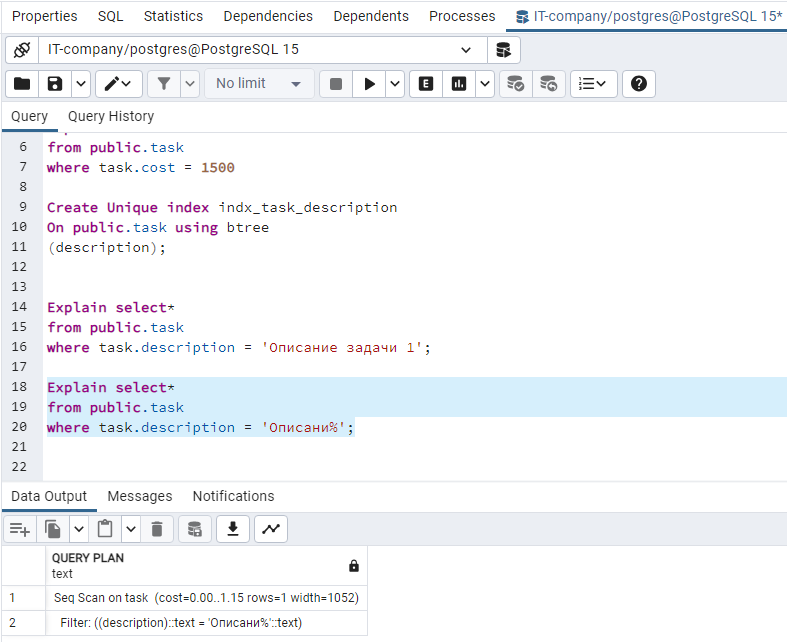 Properties SQL Statistics Dependencies Dependents Processes IT-company/postgres@PostgreSQL 15*
IT-company/postgres@PostgreSQL 15
No limit E
Query Query History
6 from public.task
7 where task.cost = 1500
8
9 Create Unique index indx_task_description
10 On public.task using btree
11 (description);
12
13
14 Explain select*
15 from public.task
16 where task.description = 'Описание задачи 1';
17
18 Explain select*
19 from public.task
20 where task.description = 'Описани%';
21
22
Data Output Messages Notifications
QUERY PLAN
text
1 Seq Scan on task (cost=0.00..1.15 rows=1 width=1052)
2 Filter: ((description)::text = 'Описани%'::text)